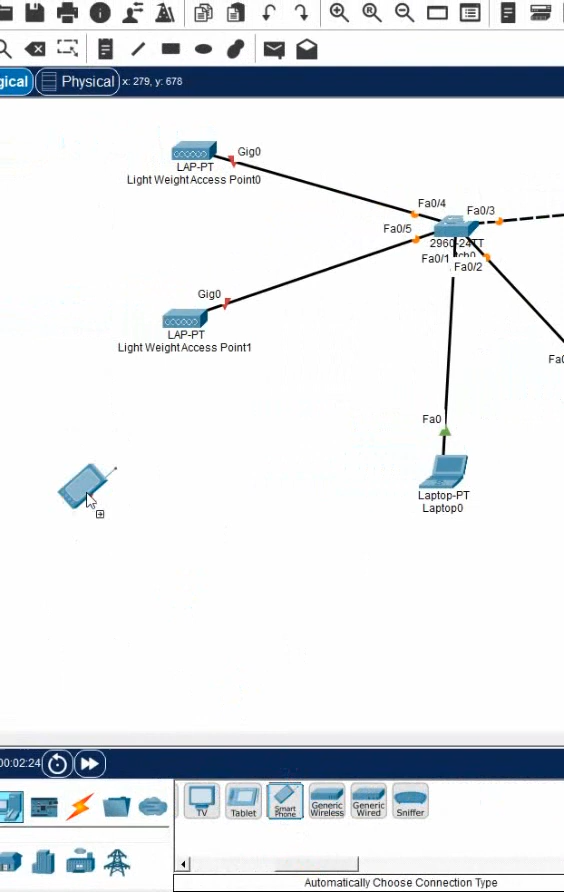 gical
Physical
x: 279, y: 678
Gig0
LAP-PT
Light Weight Access Point0
Fa0/4
Fa0/3
Fa0/5
2960-24TT
Fa0/1
Fa0/2
Gig0
LAP-PT
Light Weight Access Point1
Fa0
Laptop-PT
Laptop0
00:02:24
TV
Tablet
Smart
Phone
Generic
Wireless
Generic
Wired
Sniffer
Automatically Choose Connection Type